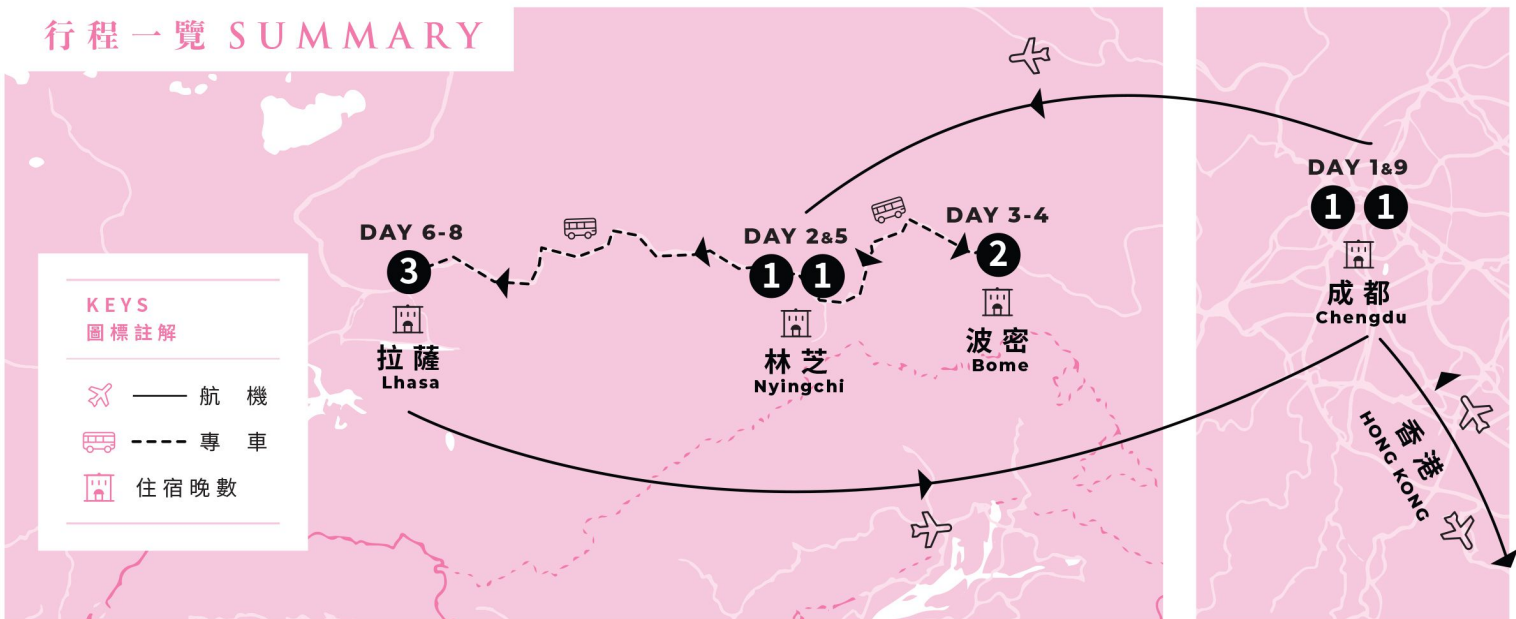 行程一覽 SUMMARY
DAY 1&9
1 1
成都
Chengdu
DAY 2&5
1 1
林芝
Nyingchi
DAY 3-4
2
波密
Bome
DAY 6-8
3
拉薩
Lhasa
香港
HONG KONG
KEYS
圖標註解
航機
專車
住宿晚數